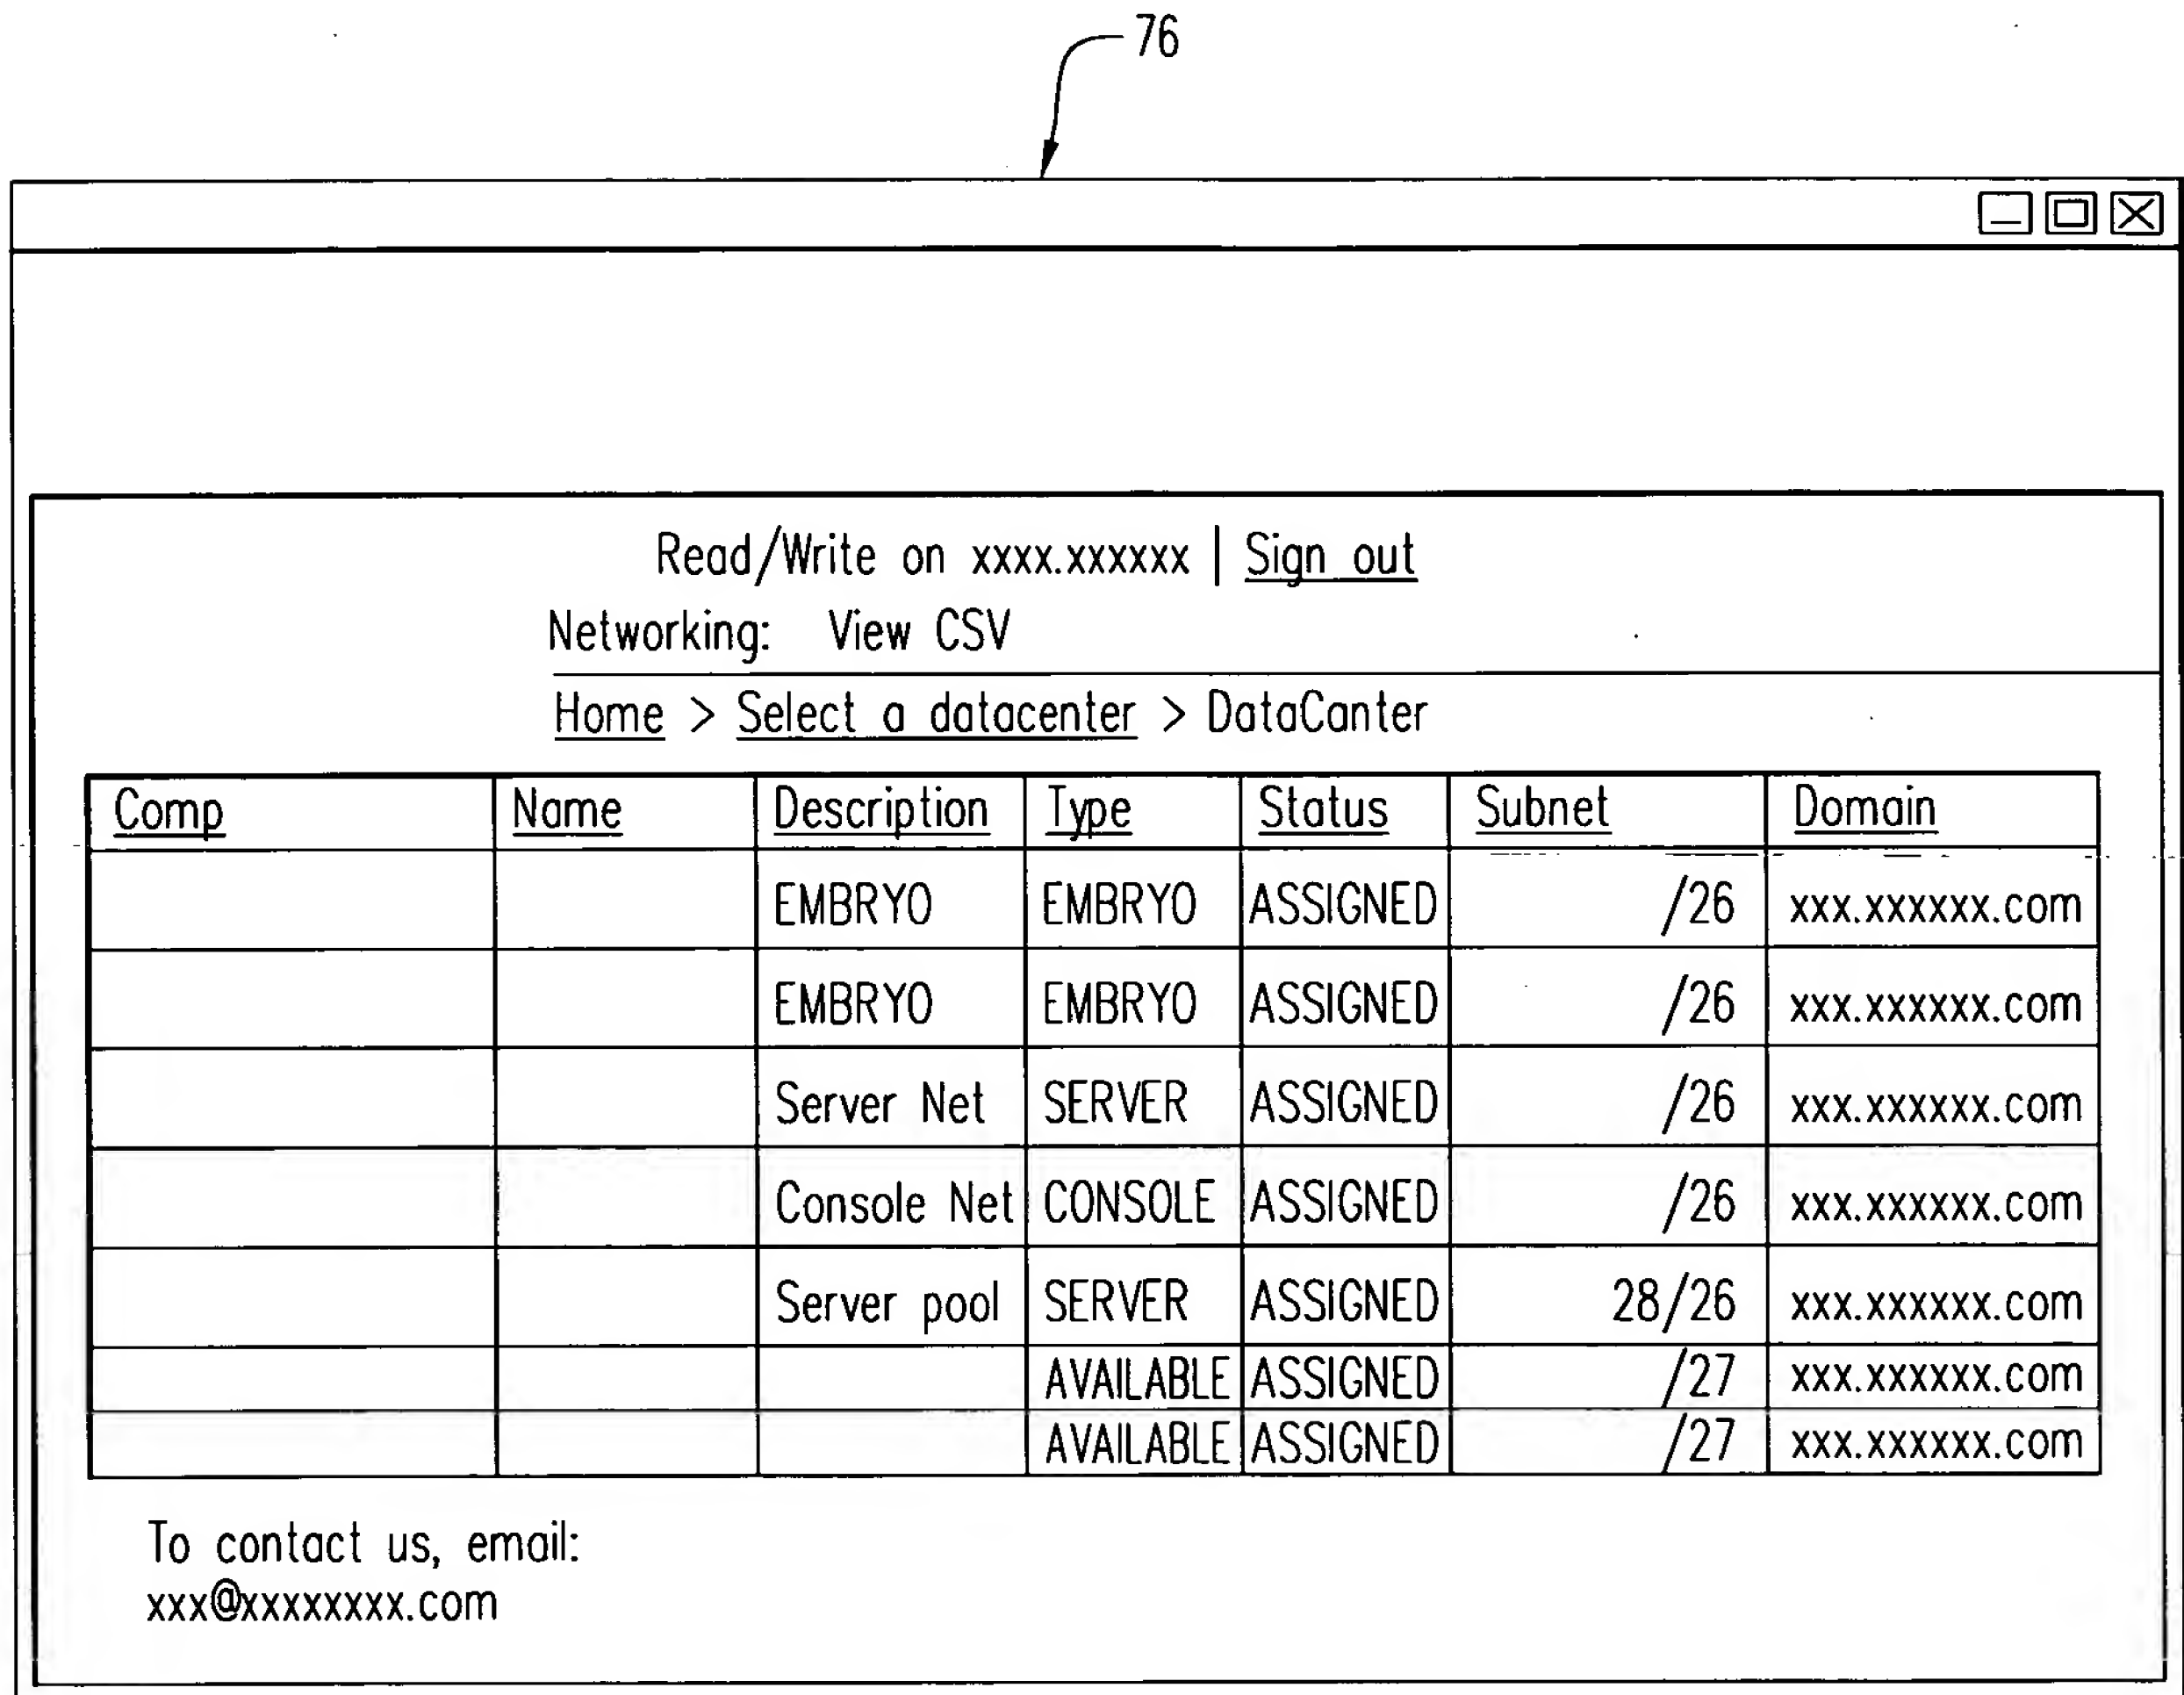 76
Read/Write on xxxx.xxxxxx | Sign out
Networking: View CSV
Home > Select a datacenter > DataCanter
Comp Name Description Type Status Subnet Domain
EMBRYO EMBRYO ASSIGNED /26 xxx.xxxxxx.com
EMBRYO EMBRYO ASSIGNED /26 xxx.xxxxxx.com
Server Net SERVER ASSIGNED /26 xxx.xxxxxx.com
Console Net CONSOLE ASSIGNED /26 xxx.xxxxxx.com
Server pool SERVER ASSIGNED 28/26 xxx.xxxxxx.com
AVAILABLE ASSIGNED /27 xxx.xxxxxx.com
AVAILABLE ASSIGNED /27 xxx.xxxxxx.com
To contact us, email:
xxx@xxxxxxxx.com